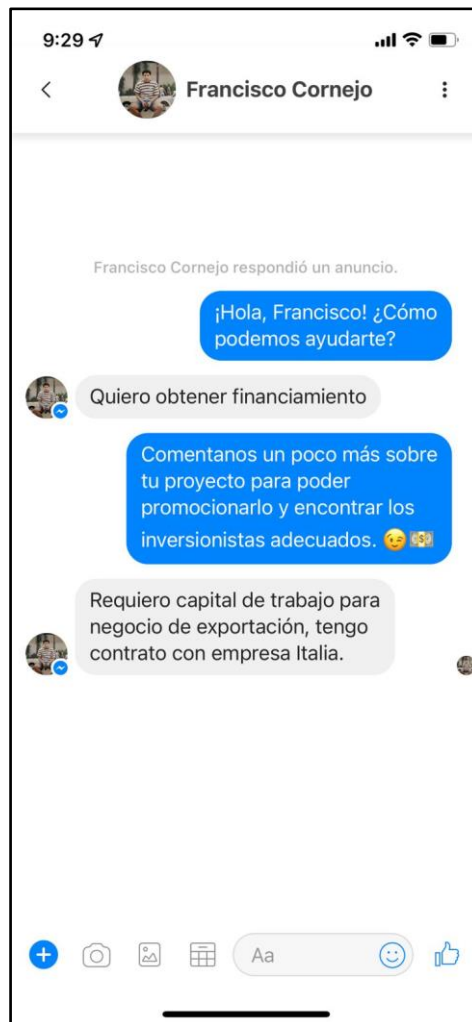 9:29
Francisco Cornejo
Francisco Cornejo respondió un anuncio.
¡Hola, Francisco! ¿Cómo
podemos ayudarte?
Quiero obtener financiamiento
Comentanos un poco más sobre
tu proyecto para poder
promocionarlo y encontrar los
inversionistas adecuados. 😉💵
Requiero capital de trabajo para
negocio de exportación, tengo
contrato con empresa Italia.
Aa